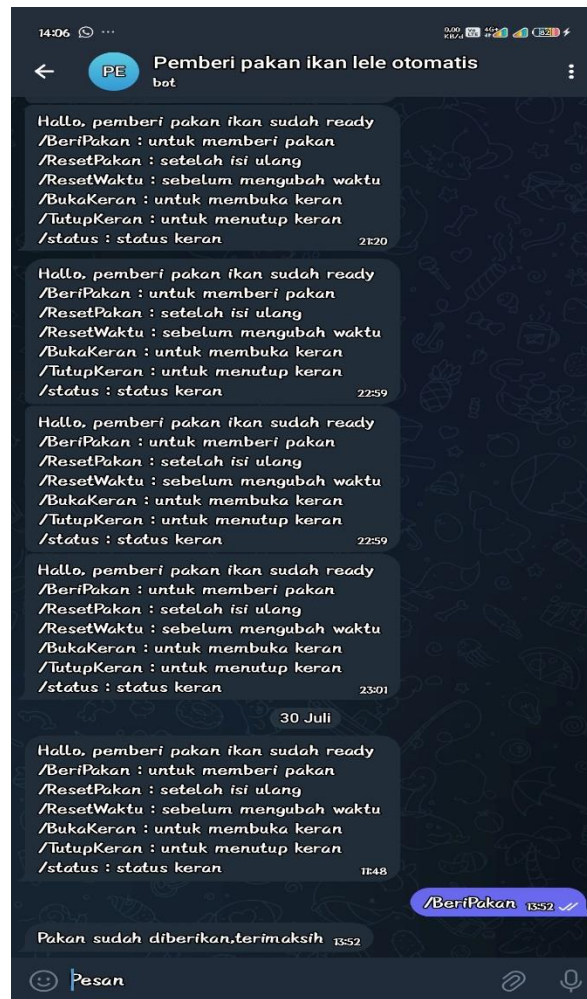 14:06 ...
0,00 KB/d 4G+ 4G 82
PE
Pemberi pakan ikan lele otomatis
bot
Hallo, pemberi pakan ikan sudah ready
/BeriPakan : untuk memberi pakan
/ResetPakan : setelah isi ulang
/ResetWaktu : sebelum mengubah waktu
/BukaKeran : untuk membuka keran
/TutupKeran : untuk menutup keran
/status : status keran 21:20
Hallo, pemberi pakan ikan sudah ready
/BeriPakan : untuk memberi pakan
/ResetPakan : setelah isi ulang
/ResetWaktu : sebelum mengubah waktu
/BukaKeran : untuk membuka keran
/TutupKeran : untuk menutup keran
/status : status keran 22:59
Hallo, pemberi pakan ikan sudah ready
/BeriPakan : untuk memberi pakan
/ResetPakan : setelah isi ulang
/ResetWaktu : sebelum mengubah waktu
/BukaKeran : untuk membuka keran
/TutupKeran : untuk menutup keran
/status : status keran 22:59
Hallo, pemberi pakan ikan sudah ready
/BeriPakan : untuk memberi pakan
/ResetPakan : setelah isi ulang
/ResetWaktu : sebelum mengubah waktu
/BukaKeran : untuk membuka keran
/TutupKeran : untuk menutup keran
/status : status keran 23:01
30 Juli
Hallo, pemberi pakan ikan sudah ready
/BeriPakan : untuk memberi pakan
/ResetPakan : setelah isi ulang
/ResetWaktu : sebelum mengubah waktu
/BukaKeran : untuk membuka keran
/TutupKeran : untuk menutup keran
/status : status keran 11:48
/BeriPakan 13:52
Pakan sudah diberikan,terimaksih 13:52
Pesan